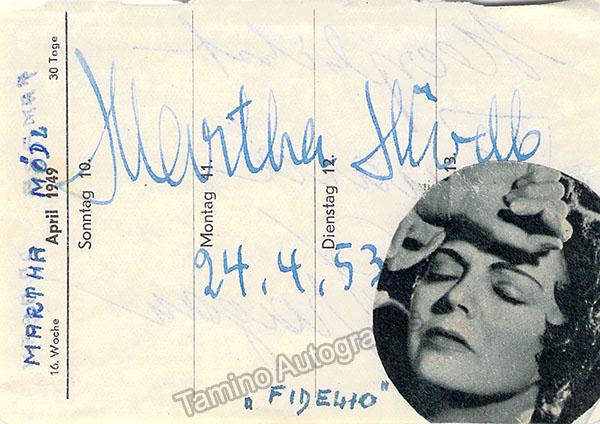 Martha Mödl
24.4.53
„FIDELIO"
MARTHA MÖDL
30 Tage
April 1949
16. Woche
Sonntag 10.
Montag 11.
Dienstag 12.
13.
Tamino Autogra